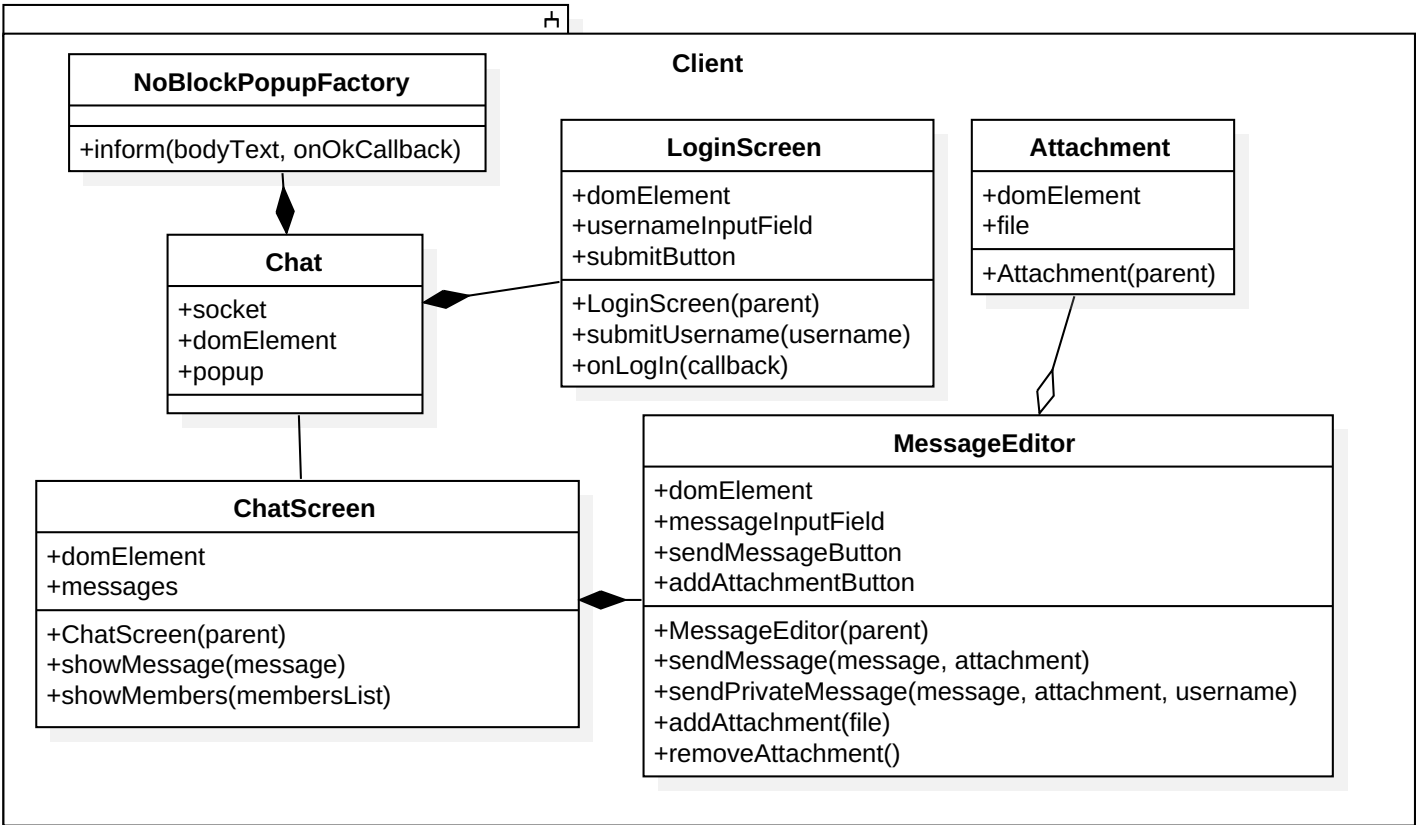 Client
NoBlockPopupFactory
+inform(bodyText, onOkCallback)
LoginScreen
+domElement
+usernameInputField
+submitButton
+LoginScreen(parent)
+submitUsername(username)
+onLogIn(callback)
Attachment
+domElement
+file
+Attachment(parent)
Chat
+socket
+domElement
+popup
ChatScreen
+domElement
+messages
+ChatScreen(parent)
+showMessage(message)
+showMembers(membersList)
MessageEditor
+domElement
+messageInputField
+sendMessageButton
+addAttachmentButton
+MessageEditor(parent)
+sendMessage(message, attachment)
+sendPrivateMessage(message, attachment, username)
+addAttachment(file)
+removeAttachment()